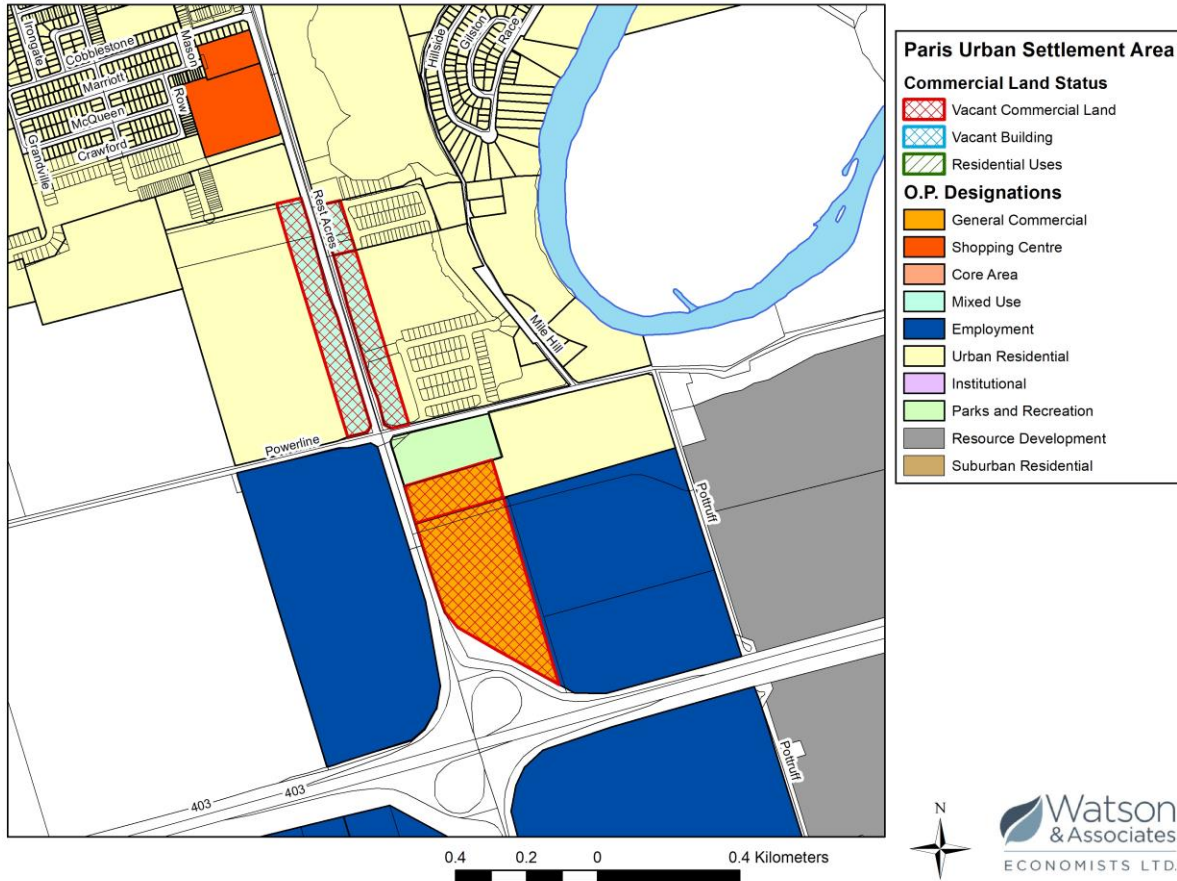 Irongate
Cobblestone
Mason
Marriott
Row
McQueen
Crawford
Grandville
Hillside
Gilston
Race
Rest Acres
Mile Hill
Powerline
Pottruff
403
403
Pottruff
Paris Urban Settlement Area
Commercial Land Status
Vacant Commercial Land
Vacant Building
Residential Uses
O.P. Designations
General Commercial
Shopping Centre
Core Area
Mixed Use
Employment
Urban Residential
Institutional
Parks and Recreation
Resource Development
Suburban Residential
0.4 0.2 0 0.4 Kilometers
N
Watson
& Associates
ECONOMISTS LTD.